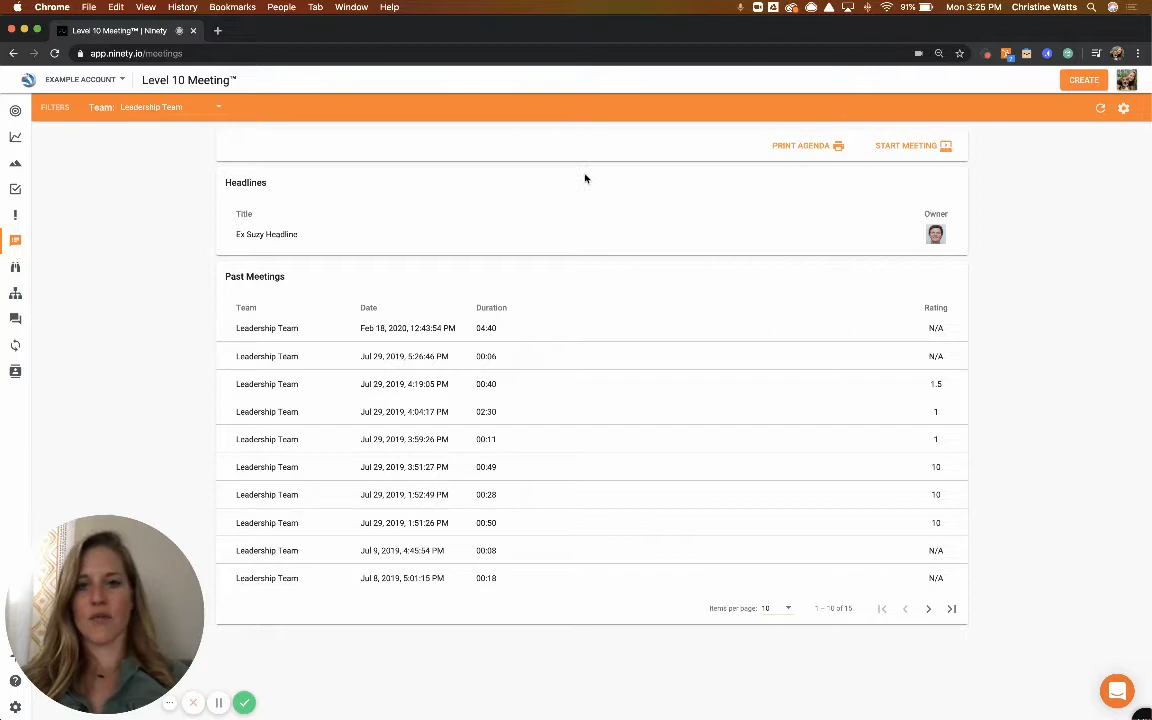 Chrome File Edit View History Bookmarks People Tab Window Help 91% Mon 3:25 PM Christine Watts
Level 10 Meeting™ | Ninety
app.ninety.io/meetings
EXAMPLE ACCOUNT Level 10 Meeting™ CREATE
FILTERS Team: Leadership Team
PRINT AGENDA START MEETING
Headlines
Title Owner
Ex Suzy Headline
Past Meetings
Team Date Duration Rating
Leadership Team Feb 18, 2020, 12:43:54 PM 04:40 N/A
Leadership Team Jul 29, 2019, 5:26:46 PM 00:06 N/A
Leadership Team Jul 29, 2019, 4:19:05 PM 00:40 1.5
Leadership Team Jul 29, 2019, 4:04:17 PM 02:30 1
Leadership Team Jul 29, 2019, 3:59:26 PM 00:11 1
Leadership Team Jul 29, 2019, 3:51:27 PM 00:49 10
Leadership Team Jul 29, 2019, 1:52:49 PM 00:28 10
Leadership Team Jul 29, 2019, 1:51:26 PM 00:50 10
Leadership Team Jul 9, 2019, 4:45:54 PM 00:08 N/A
Leadership Team Jul 8, 2019, 5:01:15 PM 00:18 N/A
Items per page: 10 1 – 10 of 15